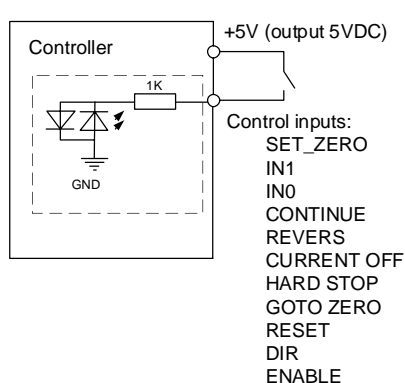 +5V (output 5VDC)
Controller
1K
GND
Control inputs:
SET_ZERO
IN1
IN0
CONTINUE
REVERS
CURRENT OFF
HARD STOP
GOTO ZERO
RESET
DIR
ENABLE